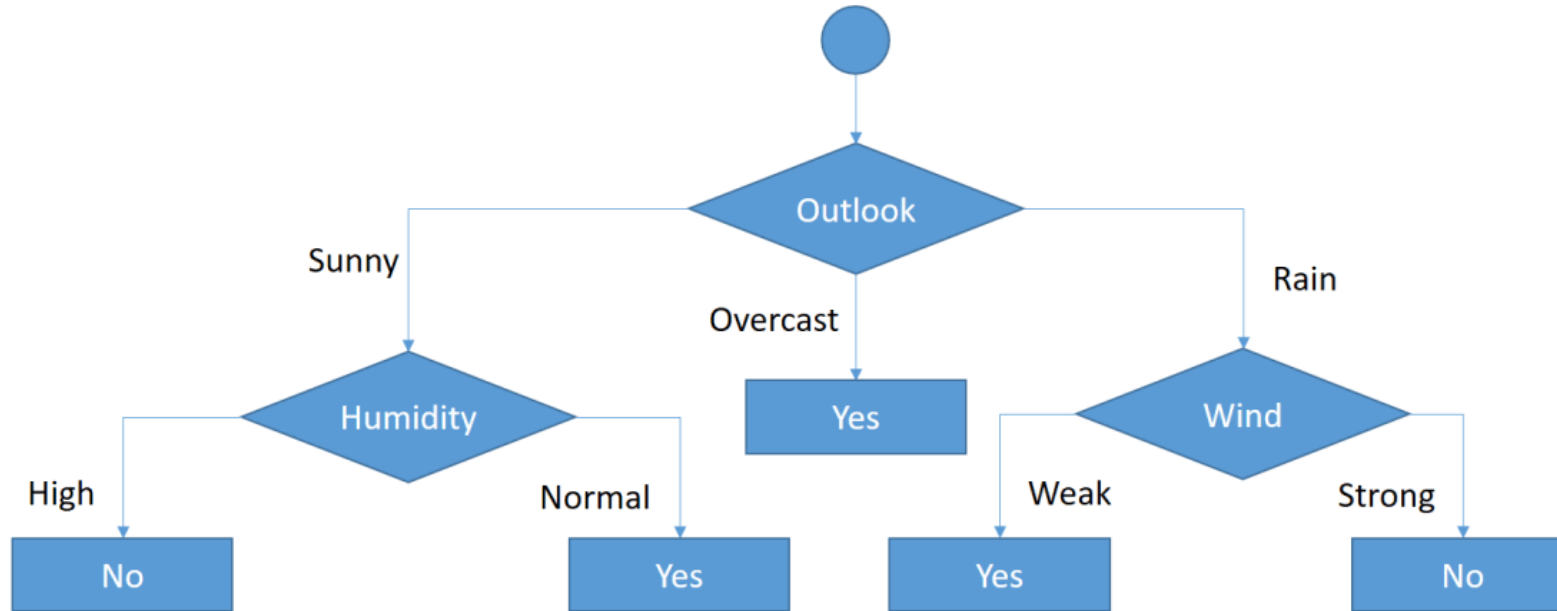 Outlook
Sunny
Rain
Overcast
Humidity
Yes
Wind
High
Normal
Weak
Strong
No
Yes
Yes
No